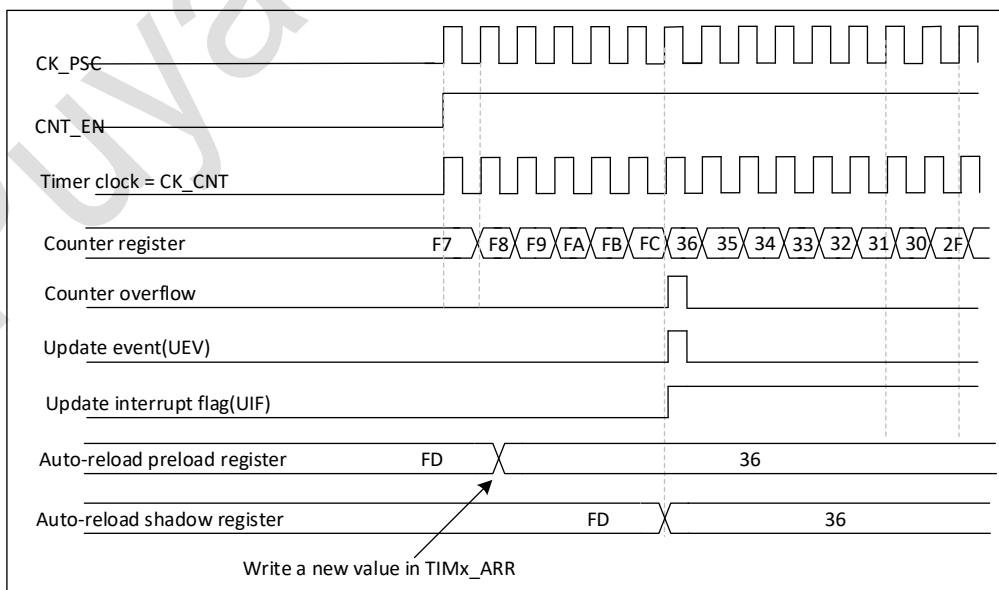 Puya
CK_PSC
CNT_EN
Timer clock = CK_CNT
Counter register F7 F8 F9 FA FB FC 36 35 34 33 32 31 30 2F
Counter overflow
Update event(UEV)
Update interrupt flag(UIF)
Auto-reload preload register FD 36
Auto-reload shadow register FD 36
Write a new value in TIMx_ARR